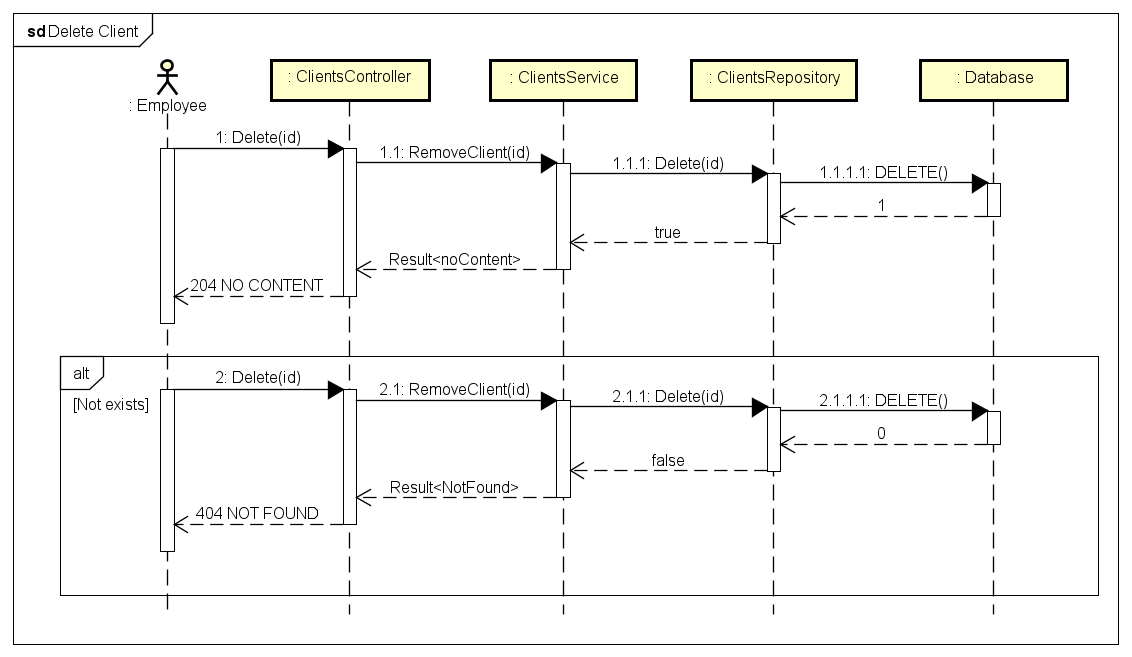 sd Delete Client
: Employee
: ClientsController
: ClientsService
: ClientsRepository
: Database
1: Delete(id)
1.1: RemoveClient(id)
1.1.1: Delete(id)
1.1.1.1: DELETE()
1
true
Result<noContent>
204 NO CONTENT
alt
[Not exists]
2: Delete(id)
2.1: RemoveClient(id)
2.1.1: Delete(id)
2.1.1.1: DELETE()
0
false
Result<NotFound>
404 NOT FOUND